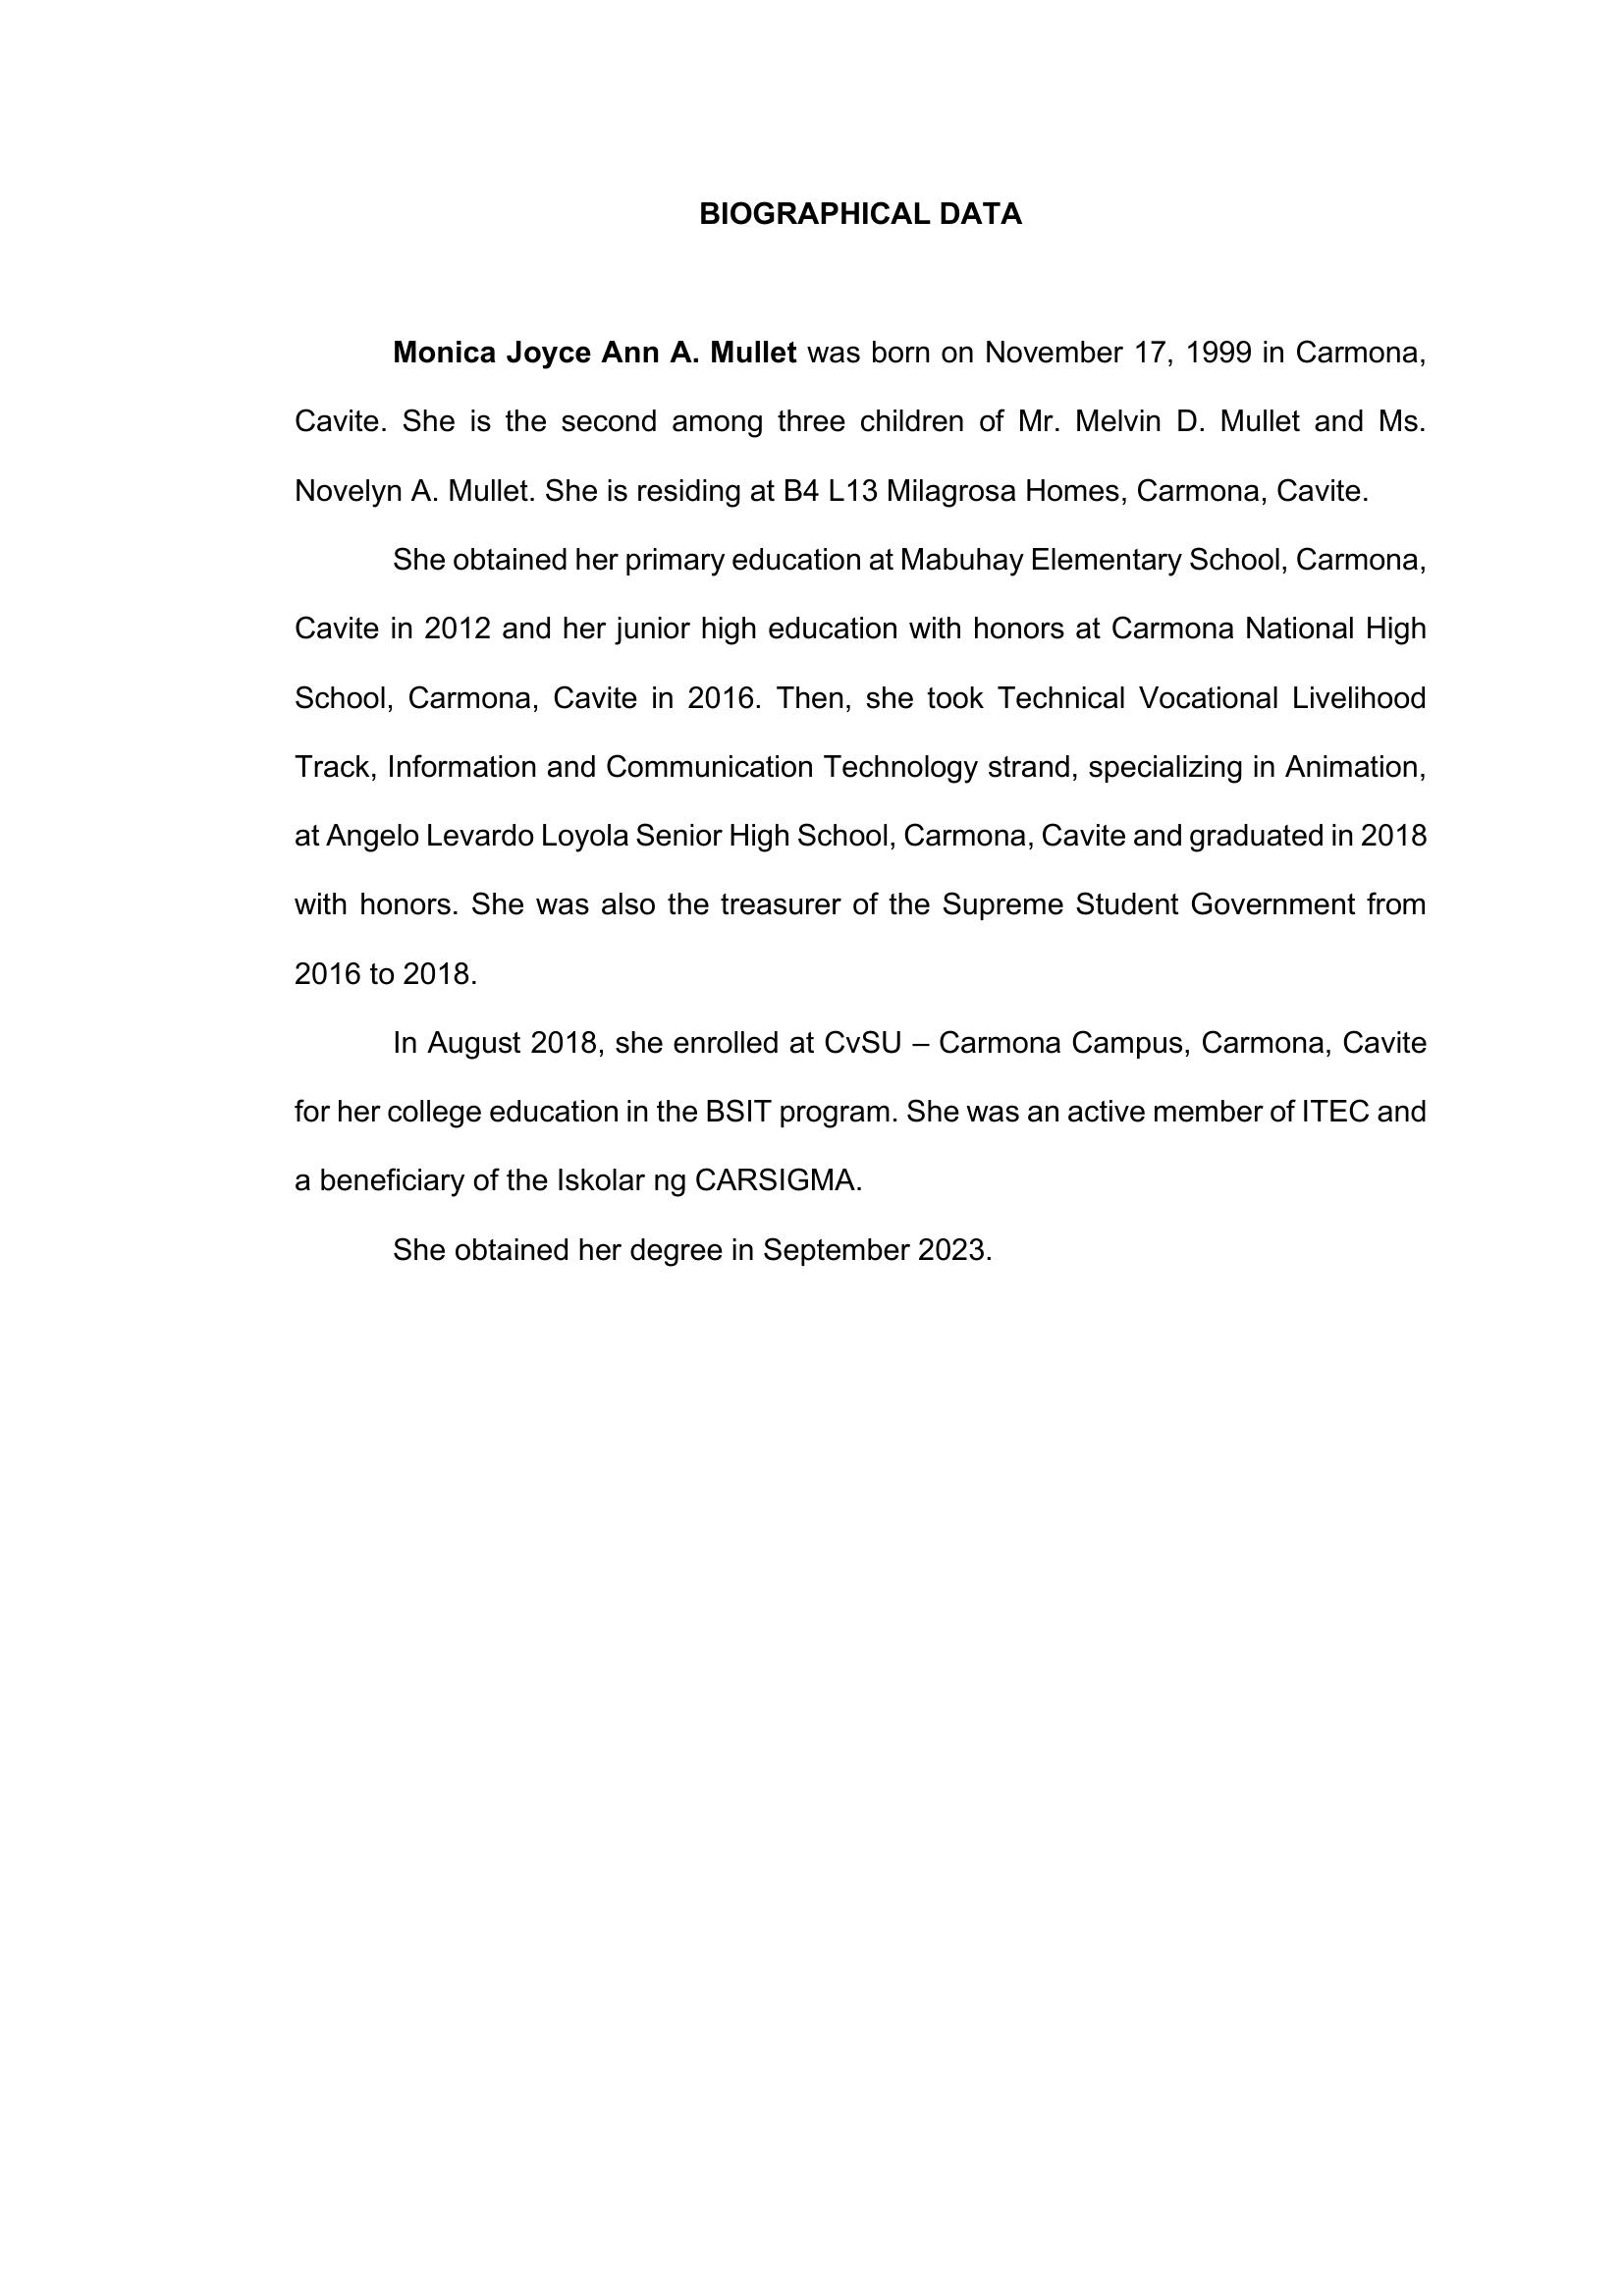 BIOGRAPHICAL DATA
Monica Joyce Ann A. Mullet was born on November 17, 1999 in Carmona,
Cavite. She is the second among three children of Mr. Melvin D. Mullet and Ms.
Novelyn A. Mullet. She is residing at B4 L13 Milagrosa Homes, Carmona, Cavite.
She obtained her primary education at Mabuhay Elementary School, Carmona,
Cavite in 2012 and her junior high education with honors at Carmona National High
School, Carmona, Cavite in 2016. Then, she took Technical Vocational Livelihood
Track, Information and Communication Technology strand, specializing in Animation,
at Angelo Levardo Loyola Senior High School, Carmona, Cavite and graduated in 2018
with honors. She was also the treasurer of the Supreme Student Government from
2016 to 2018.
In August 2018, she enrolled at CvSU – Carmona Campus, Carmona, Cavite
for her college education in the BSIT program. She was an active member of ITEC and
a beneficiary of the Iskolar ng CARSIGMA.
She obtained her degree in September 2023.